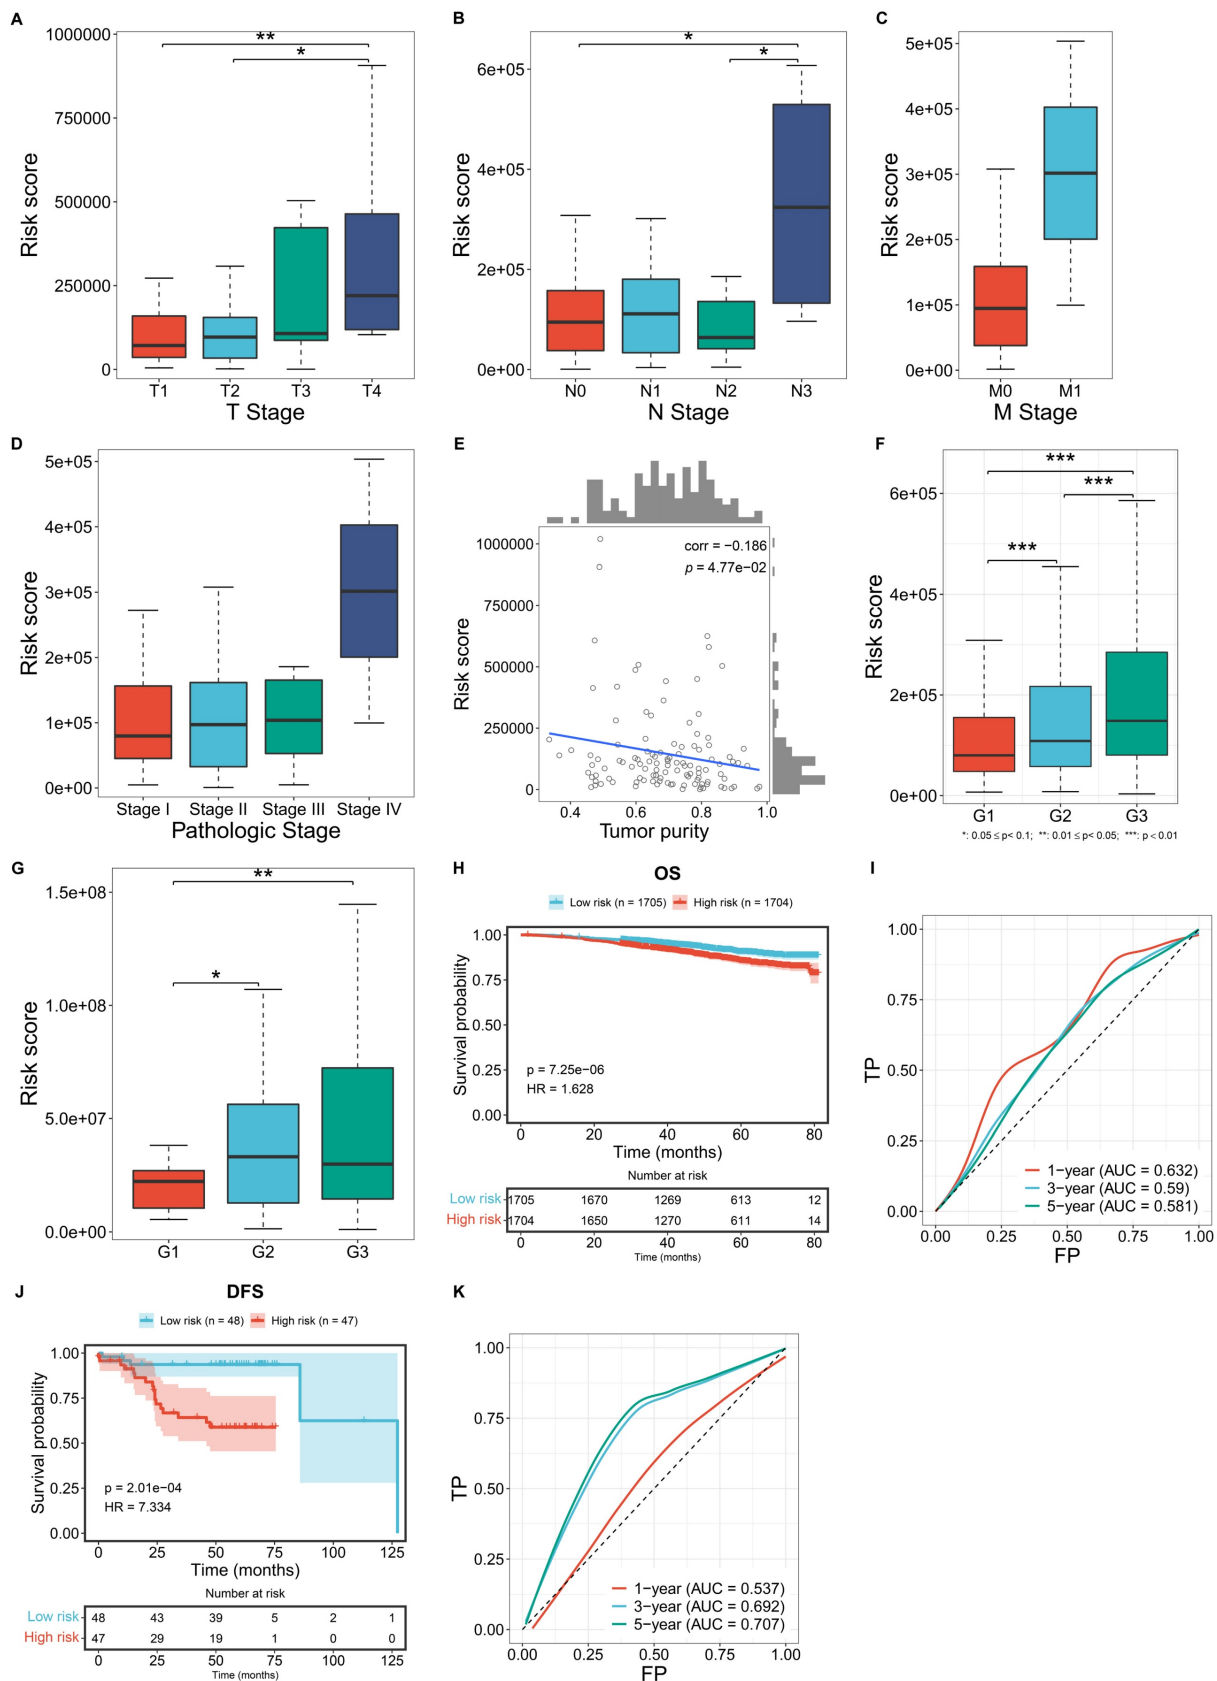 A
1000000
750000
500000
250000
0
Risk score
** 
*
T1 T2 T3 T4
T Stage
B
6e+05
4e+05
2e+05
0e+00
Risk score
*
*
N0 N1 N2 N3
N Stage
C
5e+05
4e+05
3e+05
2e+05
1e+05
0e+00
Risk score
M0 M1
M Stage
D
5e+05
4e+05
3e+05
2e+05
1e+05
0e+00
Risk score
Stage I Stage II Stage III Stage IV
Pathologic Stage
E
corr = −0.186
p = 4.77e−02
1000000
750000
500000
250000
0
Risk score
0.4 0.6 0.8 1.0
Tumor purity
F
6e+05
4e+05
2e+05
0e+00
Risk score
***
***
***
G1 G2 G3
*: 0.05 ≤ p< 0.1; **: 0.01 ≤ p< 0.05; ***: p < 0.01
G
1.5e+08
1.0e+08
5.0e+07
0.0e+00
Risk score
**
*
G1 G2 G3
H
OS
Low risk (n = 1705) High risk (n = 1704)
1.00
0.75
0.50
0.25
0.00
Survival probability
p = 7.25e−06
HR = 1.628
0 20 40 60 80
Time (months)
Number at risk
Low risk 1705 1670 1269 613 12
High risk 1704 1650 1270 611 14
0 20 40 60 80
Time (months)
I
1.00
0.75
0.50
0.25
0.00
TP
1−year (AUC = 0.632)
3−year (AUC = 0.59)
5−year (AUC = 0.581)
0.00 0.25 0.50 0.75 1.00
FP
J
DFS
Low risk (n = 48) High risk (n = 47)
1.00
0.75
0.50
0.25
0.00
Survival probability
p = 2.01e−04
HR = 7.334
0 25 50 75 100 125
Time (months)
Number at risk
Low risk 48 43 39 5 2 1
High risk 47 29 19 1 0 0
0 25 50 75 100 125
Time (months)
K
1.00
0.75
0.50
0.25
0.00
TP
1−year (AUC = 0.537)
3−year (AUC = 0.692)
5−year (AUC = 0.707)
0.00 0.25 0.50 0.75 1.00
FP